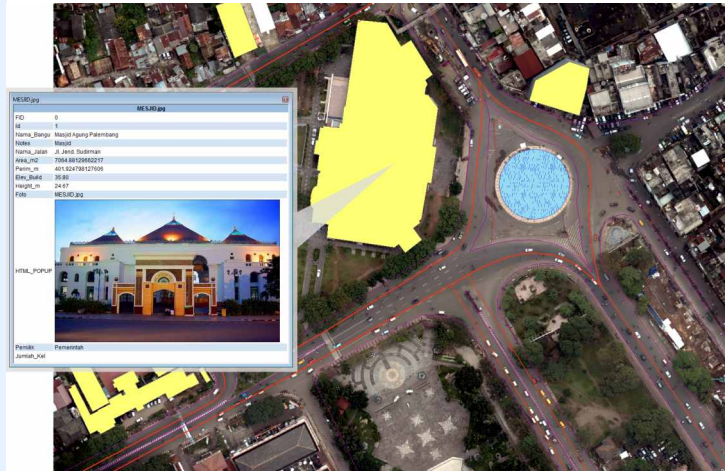 MESJID.jpg
MESJID.jpg
FID 0
Id 1
Nama_Bangu Masjid Agung Palembang
Notes Masjid
Nama_Jalan Jl. Jend. Sudirman
Area_m2 7064.88129662217
Perim_m 401.924798127606
Elev_Build 35.80
Height_m 24.67
Foto MESJID.jpg
HTML_POPUP
Pemilik Pemerintah
Jumlah_Kel